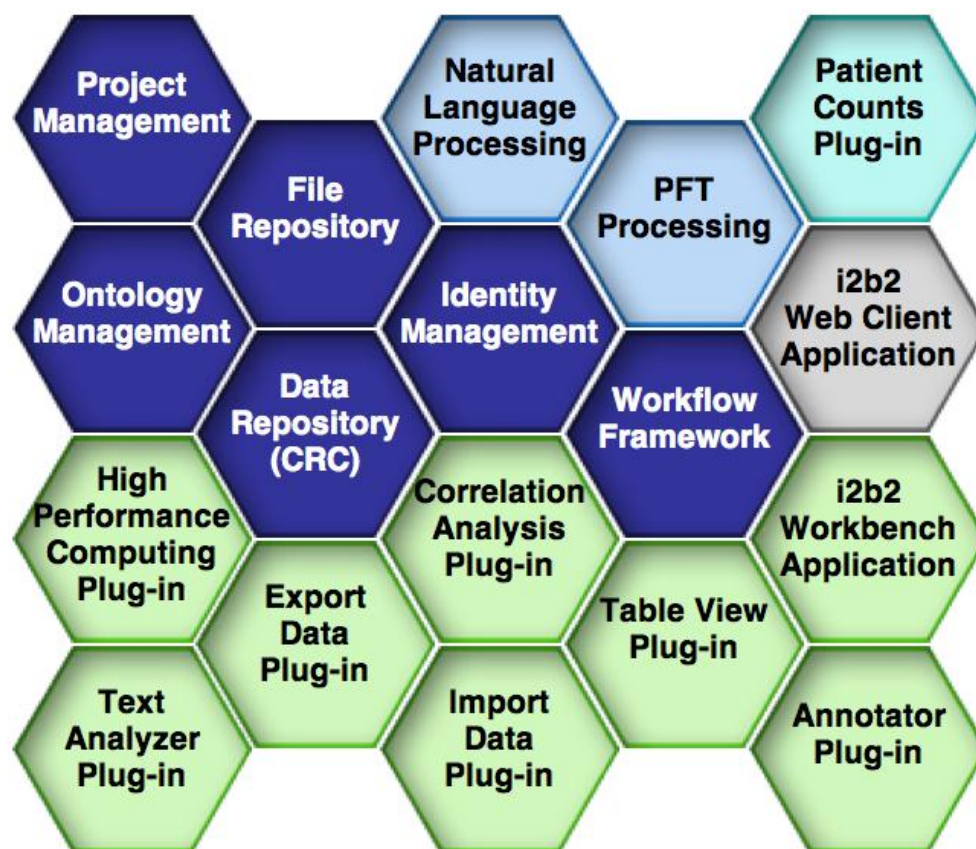 Project
Management
Natural
Language
Processing
Patient
Counts
Plug-in
File
Repository
PFT
Processing
Ontology
Management
Identity
Management
i2b2
Web Client
Application
Data
Repository
(CRC)
Workflow
Framework
High
Performance
Computing
Plug-in
Correlation
Analysis
Plug-in
i2b2
Workbench
Application
Export
Data
Plug-in
Table View
Plug-in
Text
Analyzer
Plug-in
Import
Data
Plug-in
Annotator
Plug-in